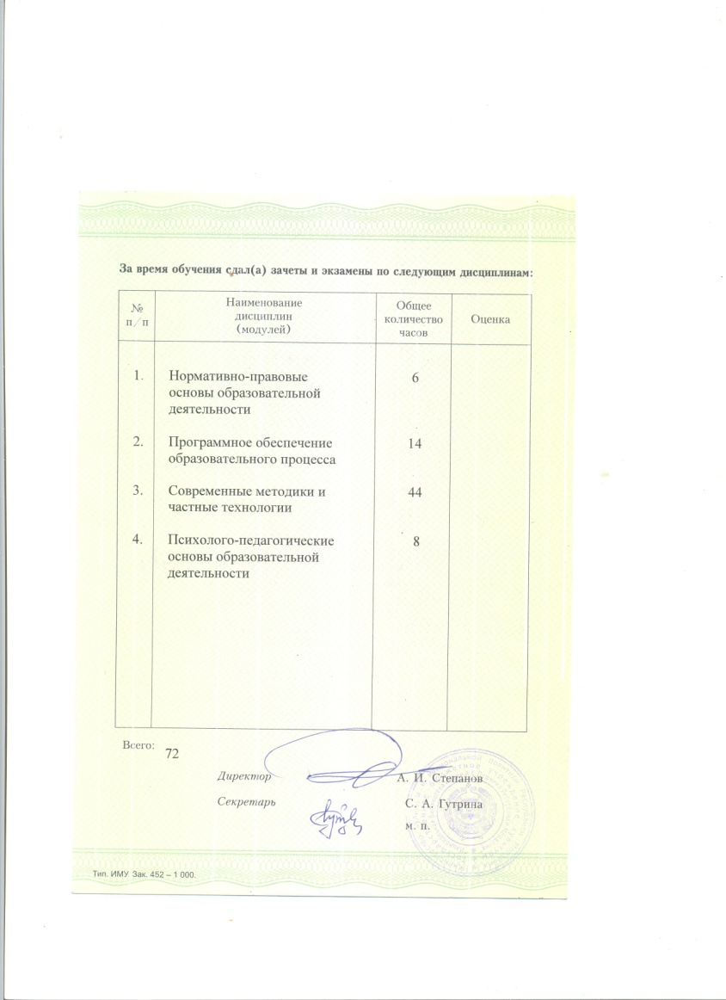 За время обучения сдал(а) зачеты и экзамены по следующим дисциплинам:
№
п/п
Наименование
дисциплин
(модулей)
Общее
количество
часов
Оценка
1.
Нормативно-правовые
основы образовательной
деятельности
6
2.
Программное обеспечение
образовательного процесса
14
3.
Современные методики и
частные технологии
44
4.
Психолого-педагогические
основы образовательной
деятельности
8
Всего:
72
Директор
А. И. Степанов
Секретарь
С. А. Гутрина
м. п.
Тип. ИМУ. Зак. 452 – 1 000.